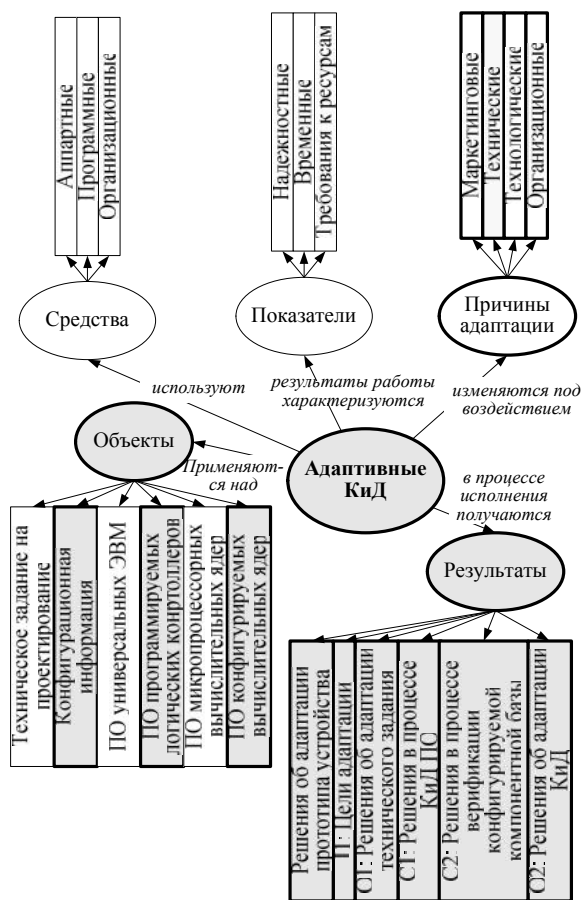 Аппартные
Программные
Организационные
Надежностные
Временные
Требования к ресурсам
Маркетинговые
Технические
Технологические
Организационные
Средства
Показатели
Причины
адаптации
используют
результаты работы
характеризуются
изменяются под
воздействием
Объекты
Применяют-
ся над
Адаптивные
КиД
в процессе
исполнения
получаются
Результаты
Техническое задание на
проектирование
Конфигурационная
информация
ПО универсальных ЭВМ
ПО программируемых
логических конртоллеров
ПО микропроцессорных
вычислительных ядер
ПО конфигурируемых
вычислительных ядер
Решения об адаптации
прототипа устройства
П: Цели адаптации
С1: Решения об адаптации
технического задания
С1: Решения в процессе
КиД ПС
С2: Решения в процессе
верификации
конфигурируемой
компонентной базы
С2: Решения об адаптации
КиД